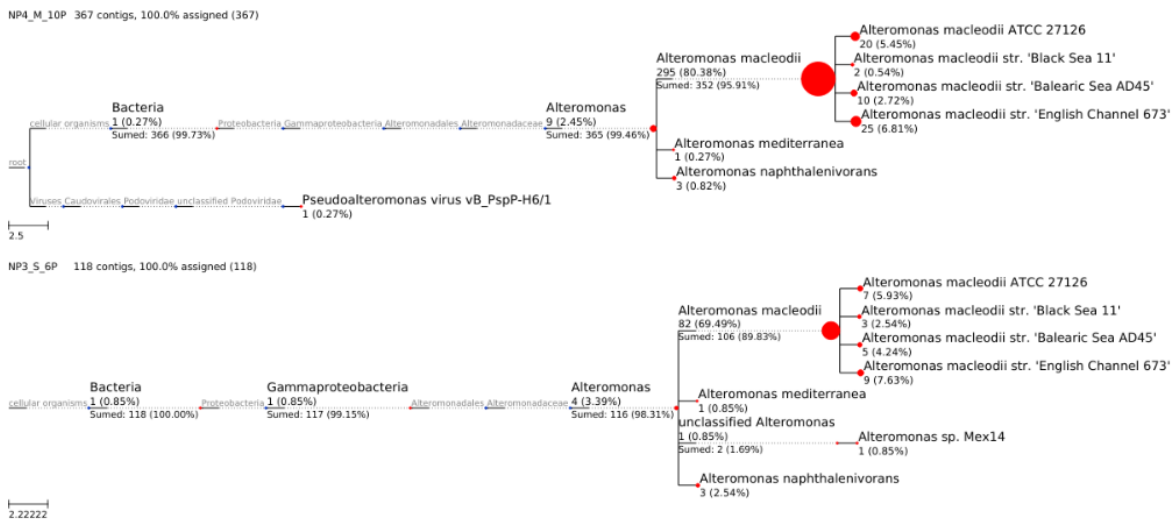 NP4_M_10P 367 contigs, 100.0% assigned (367)
Alteromonas macleodii ATCC 27126
20 (5.45%)
Alteromonas macleodii
295 (80.38%)
Sumed: 352 (95.91%)
Alteromonas macleodii str. 'Black Sea 11'
2 (0.54%)
Alteromonas macleodii str. 'Balearic Sea AD45'
10 (2.72%)
Alteromonas macleodii str. 'English Channel 673'
25 (6.81%)
cellular organisms
Bacteria
1 (0.27%)
Sumed: 366 (99.73%)
Proteobacteria
Gammaproteobacteria
Alteromonadales
Alteromonadaceae
Alteromonas
9 (2.45%)
Sumed: 365 (99.46%)
Alteromonas mediterranea
1 (0.27%)
root
Alteromonas naphthalenivorans
3 (0.82%)
Viruses
Caudovirales
Podoviridae
unclassified Podoviridae
Pseudoalteromonas virus vB_PspP-H6/1
1 (0.27%)
2.5
NP3_S_6P 118 contigs, 100.0% assigned (118)
Alteromonas macleodii ATCC 27126
7 (5.93%)
Alteromonas macleodii
82 (69.49%)
Sumed: 106 (89.83%)
Alteromonas macleodii str. 'Black Sea 11'
3 (2.54%)
Alteromonas macleodii str. 'Balearic Sea AD45'
5 (4.24%)
Alteromonas macleodii str. 'English Channel 673'
9 (7.63%)
cellular organisms
Bacteria
1 (0.85%)
Sumed: 118 (100.00%)
Proteobacteria
Gammaproteobacteria
1 (0.85%)
Sumed: 117 (99.15%)
Alteromonadales
Alteromonadaceae
Alteromonas
4 (3.39%)
Sumed: 116 (98.31%)
Alteromonas mediterranea
1 (0.85%)
unclassified Alteromonas
1 (0.85%)
Sumed: 2 (1.69%)
Alteromonas sp. Mex14
1 (0.85%)
Alteromonas naphthalenivorans
3 (2.54%)
2.22222